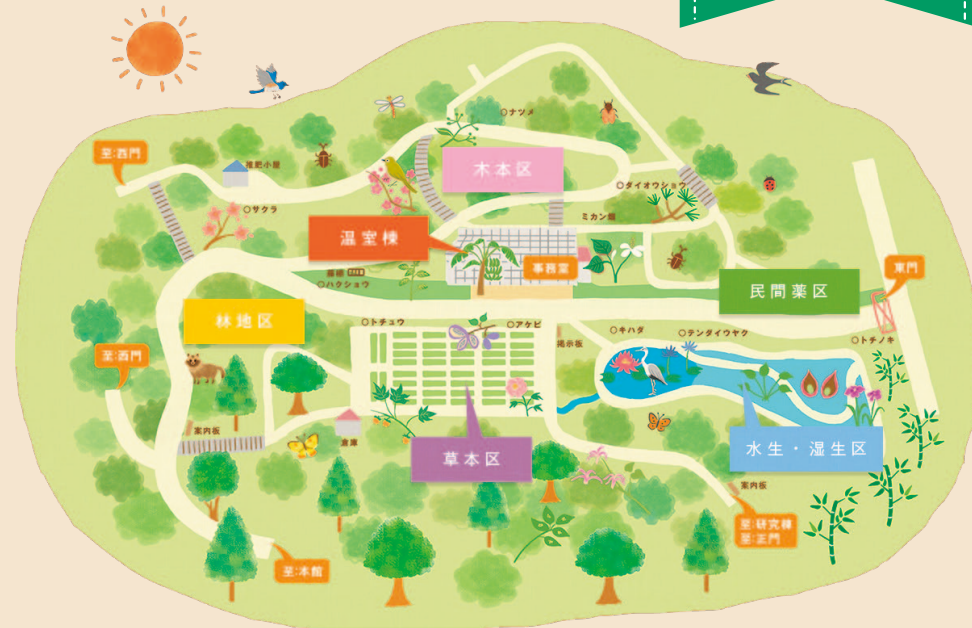 ○ナツメ
至:西門
堆肥小屋
木本区
○ダイオウショウ
○サクラ
ミカン畑
温室棟
事務室
東門
藤棚
○ハクショウ
民間薬区
林地区
○トチュウ
○アケビ
○キハダ
○テンダイウヤク
掲示板
○トチノキ
至:西門
案内板
倉庫
草本区
水生・湿生区
案内板
至:研究棟
至:正門
至:本館